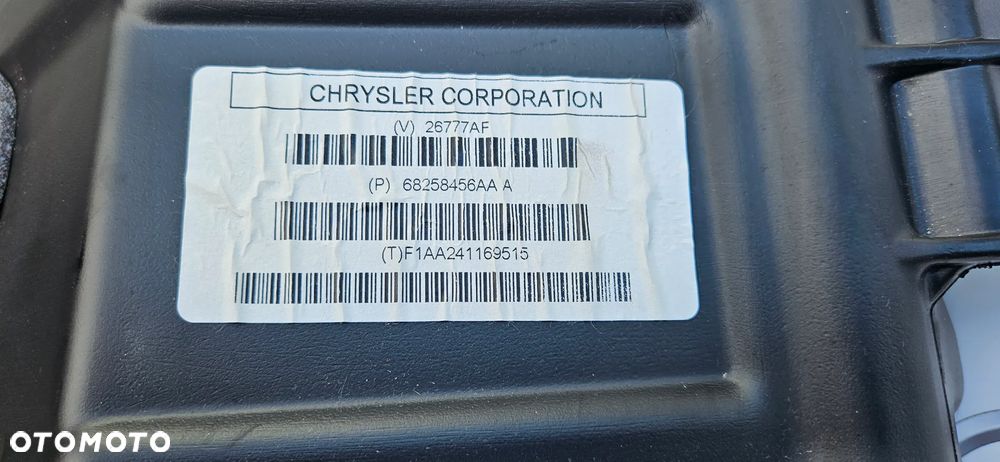 CHRYSLER CORPORATION
(V) 26777AF
(P) 68258456AA A
(T)F1AA241169515
OTOMOTO